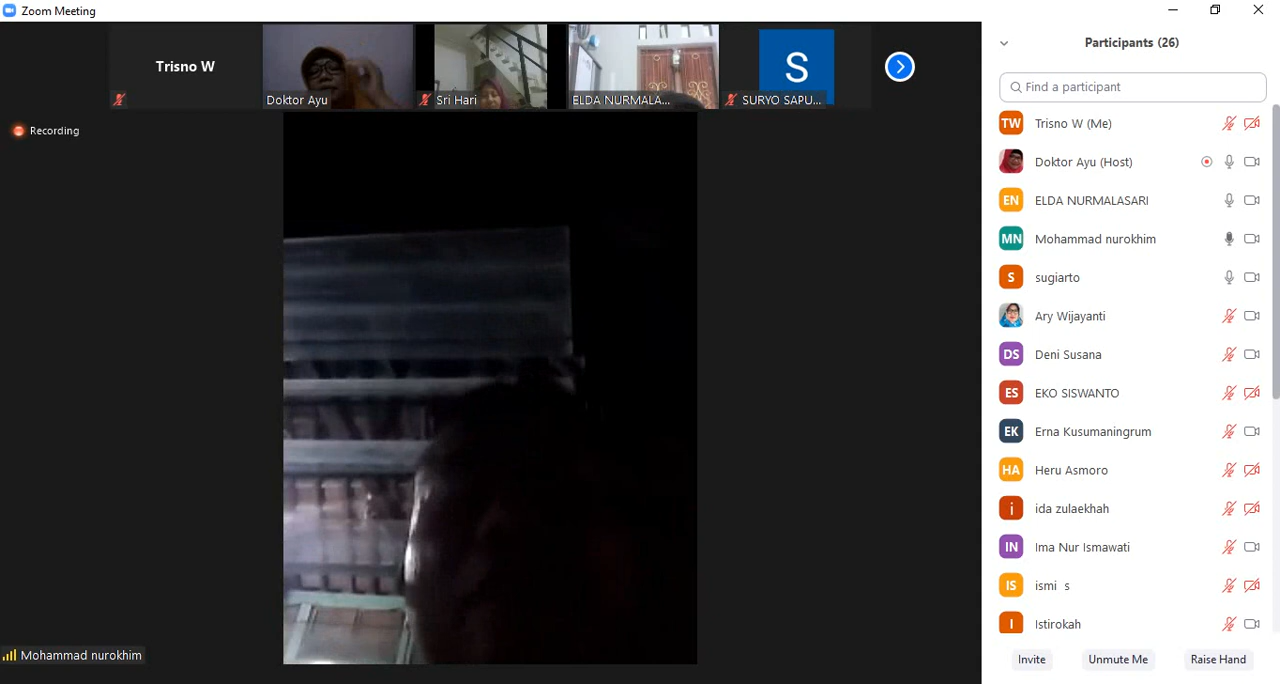 Zoom Meeting
Trisno W
Doktor Ayu
Sri Hari
ELDA NURMALA...
S
SURYO SAPU...
Recording
Mohammad nurokhim
Participants (26)
Find a participant
TW Trisno W (Me)
Doktor Ayu (Host)
EN ELDA NURMALASARI
MN Mohammad nurokhim
S sugiarto
Ary Wijayanti
DS Deni Susana
ES EKO SISWANTO
EK Erna Kusumaningrum
HA Heru Asmoro
i ida zulaekhah
IN Ima Nur Ismawati
IS ismi s
I Istirokah
Invite Unmute Me Raise Hand